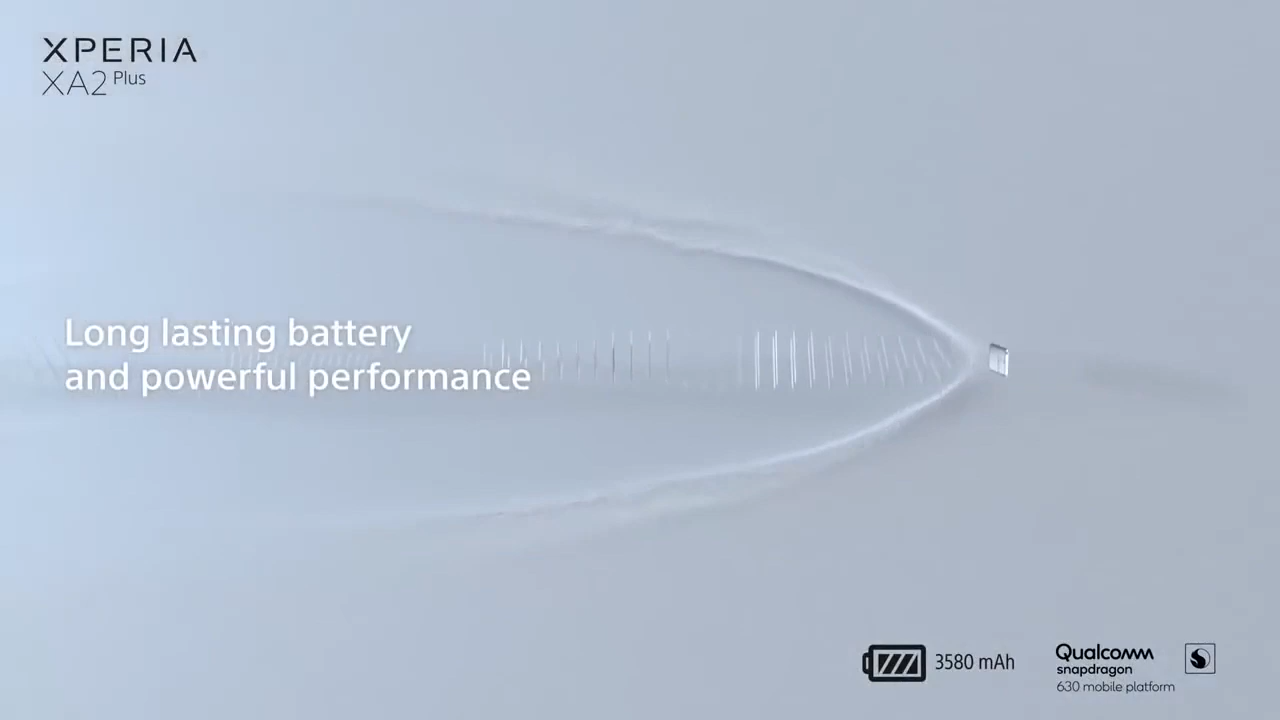 XPERIA
XA2 Plus
Long lasting battery
and powerful performance
3580 mAh
Qualcomm
snapdragon
630 mobile platform